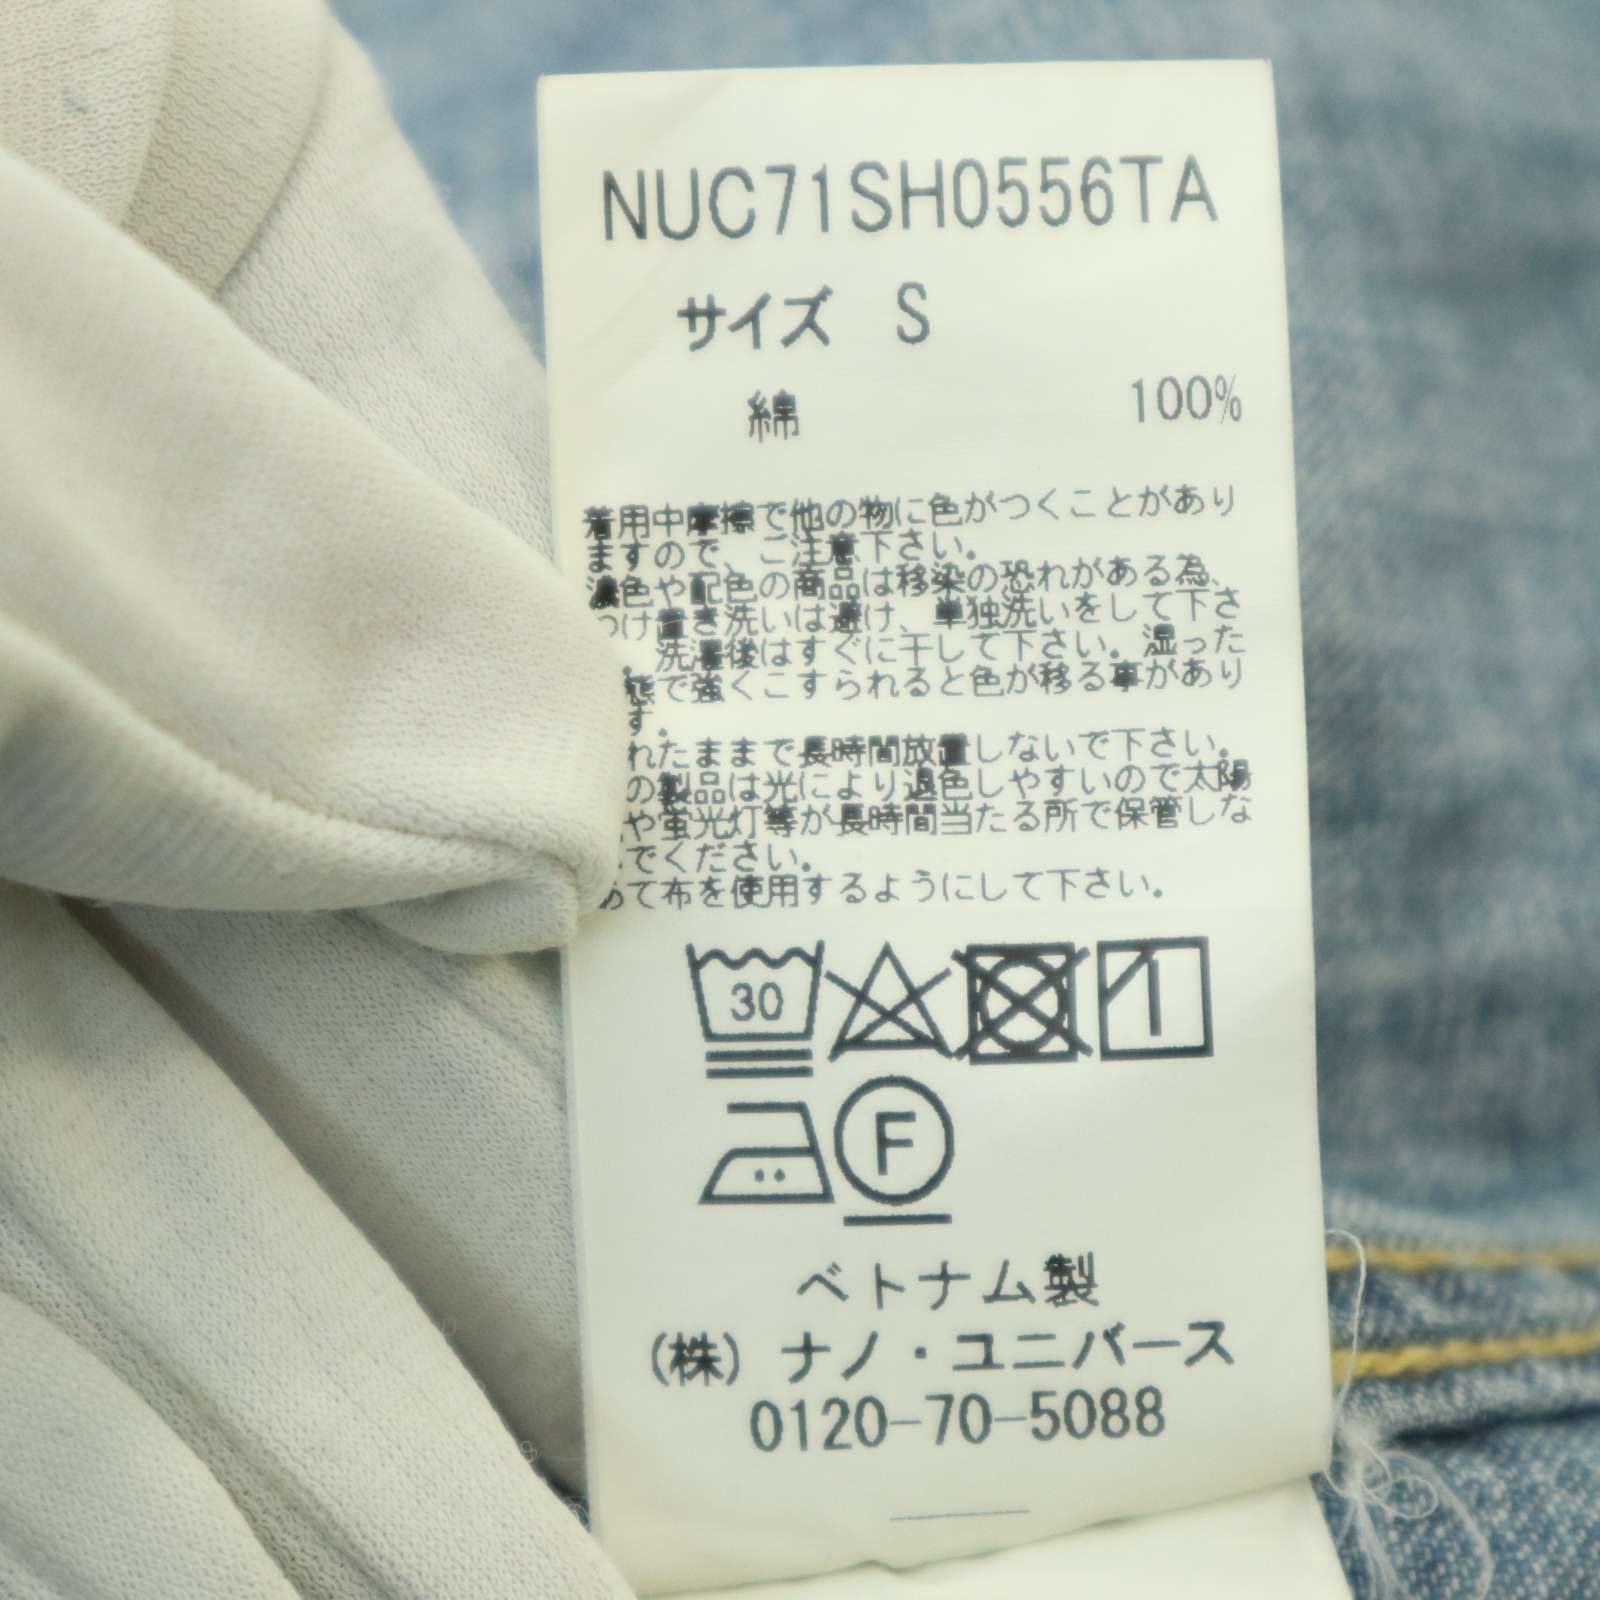 NUC71SH0556TA
サイズ S
綿 100%
着用中摩擦で他の物に色がつくことがあり
ますので、ご注意下さい。
濃色や配色の商品は移染の恐れがある為、
つけ置き洗いは避け、単独洗いをして下さ
。洗濯後はすぐに干して下さい。湿った
態で強くこすられると色が移る事があり
す。
れたままで長時間放置しないで下さい。
の製品は光により退色しやすいので太陽
や蛍光灯等が長時間当たる所で保管しな
でください。
て布を使用するようにして下さい。
30
F
ベトナム製
(株) ナノ・ユニバース
0120-70-5088